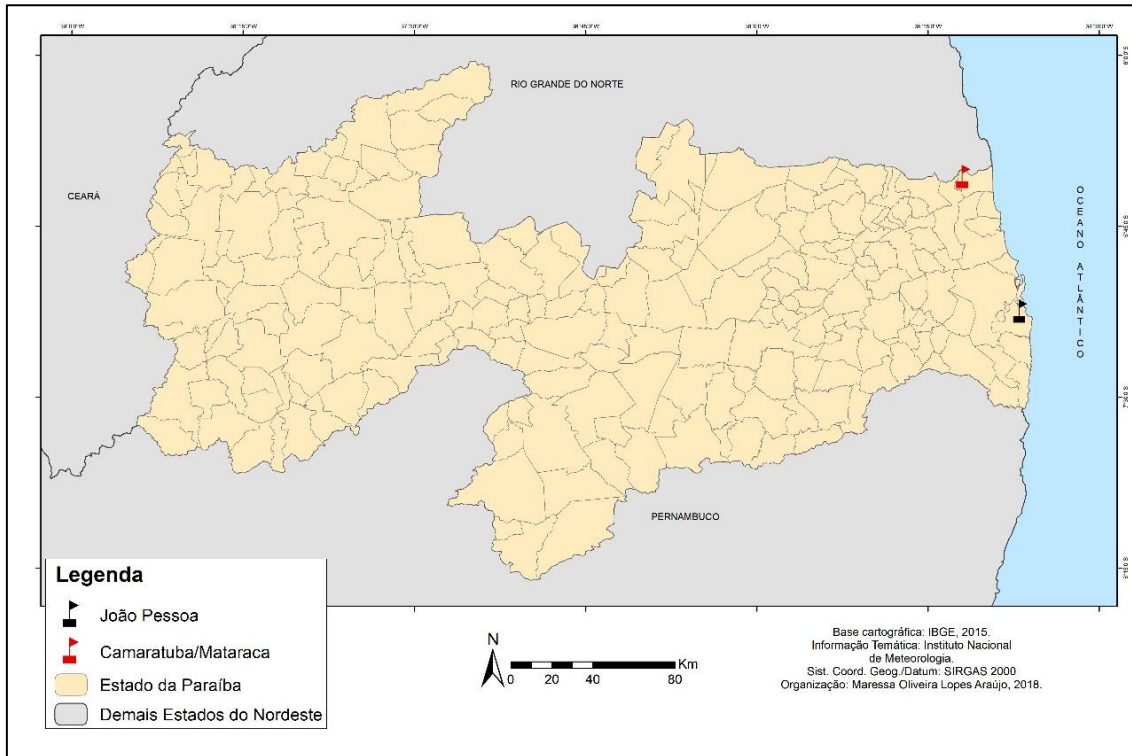 RIO GRANDE DO NORTE
CEARÁ
OCEANO ATLÂNTICO
PERNAMBUCO
Legenda
João Pessoa
Camaratuba/Mataraca
Estado da Paraíba
Demais Estados do Nordeste
N
0 10 20 40 60 80 Km
Base cartográfica: IBGE, 2015.
Informação Temática: Instituto Nacional
de Meteorologia.
Sist. Coord. Geog./Datum: SIRGAS 2000
Organização: Maressa Oliveira Lopes Araújo, 2018.